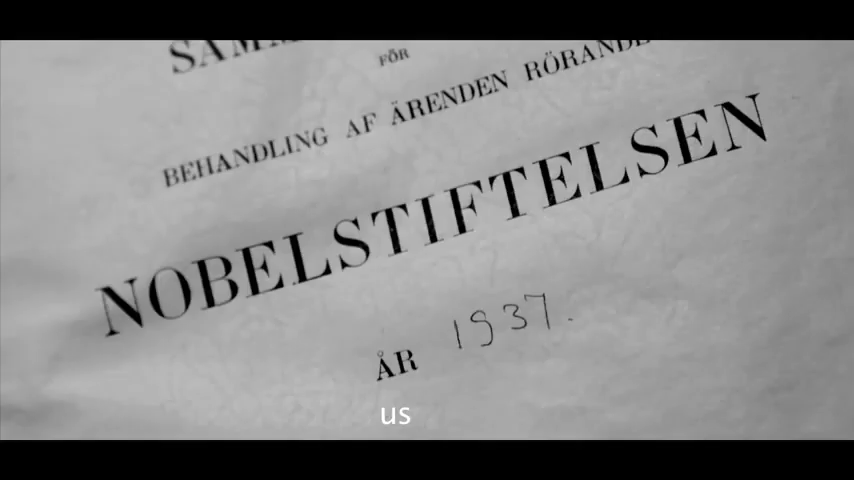 FÖR
BEHANDLING AF ÄRENDEN RÖRANDE
NOBELSTIFTELSEN
ÅR 1937.
us